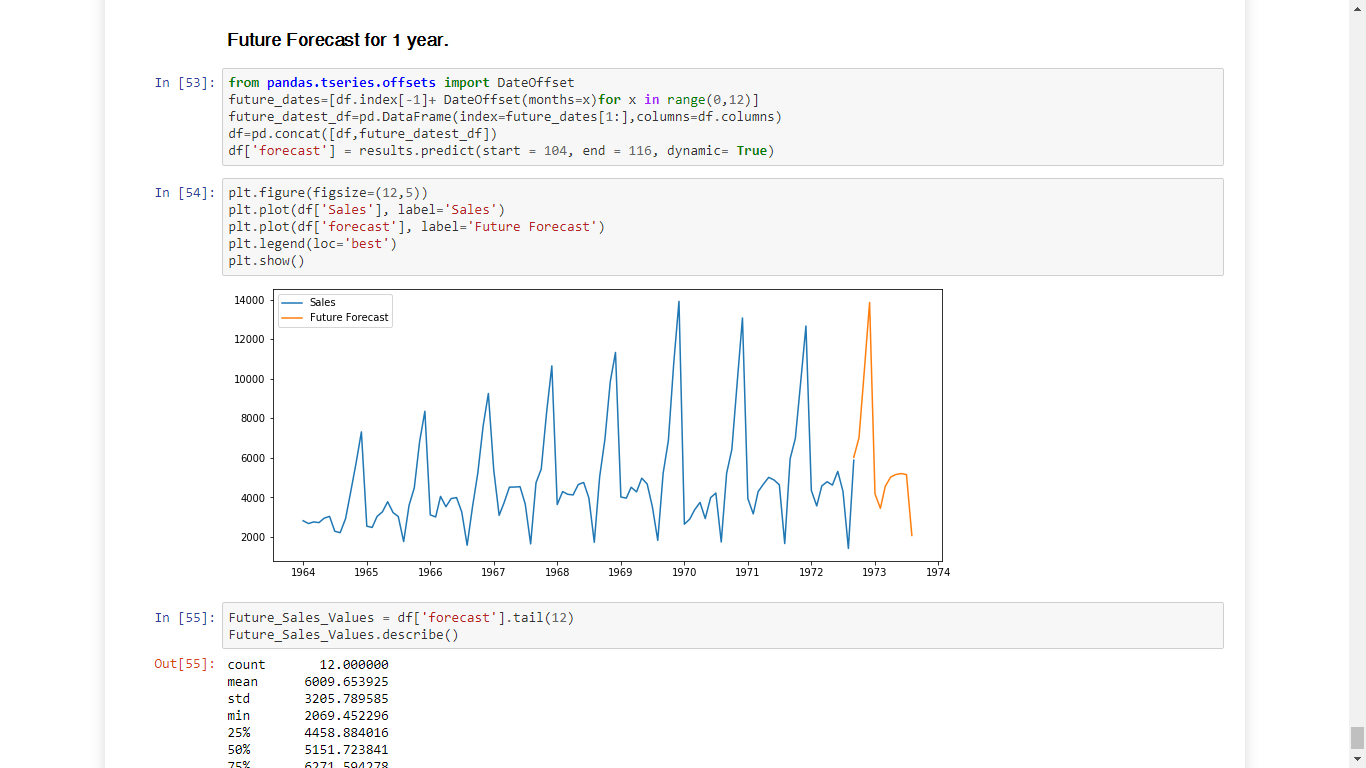 Future Forecast for 1 year.
In [53]:
from pandas.tseries.offsets import DateOffset
future_dates=[df.index[-1]+ DateOffset(months=x)for x in range(0,12)]
future_datest_df=pd.DataFrame(index=future_dates[1:],columns=df.columns)
df=pd.concat([df,future_datest_df])
df['forecast'] = results.predict(start = 104, end = 116, dynamic= True)
In [54]:
plt.figure(figsize=(12,5))
plt.plot(df['Sales'], label='Sales')
plt.plot(df['forecast'], label='Future Forecast')
plt.legend(loc='best')
plt.show()
Sales
Future Forecast
14000
12000
10000
8000
6000
4000
2000
1964 1965 1966 1967 1968 1969 1970 1971 1972 1973 1974
In [55]:
Future_Sales_Values = df['forecast'].tail(12)
Future_Sales_Values.describe()
Out[55]:
count 12.000000
mean 6009.653925
std 3205.789585
min 2069.452296
25% 4458.884016
50% 5151.723841
75% 6271.594278